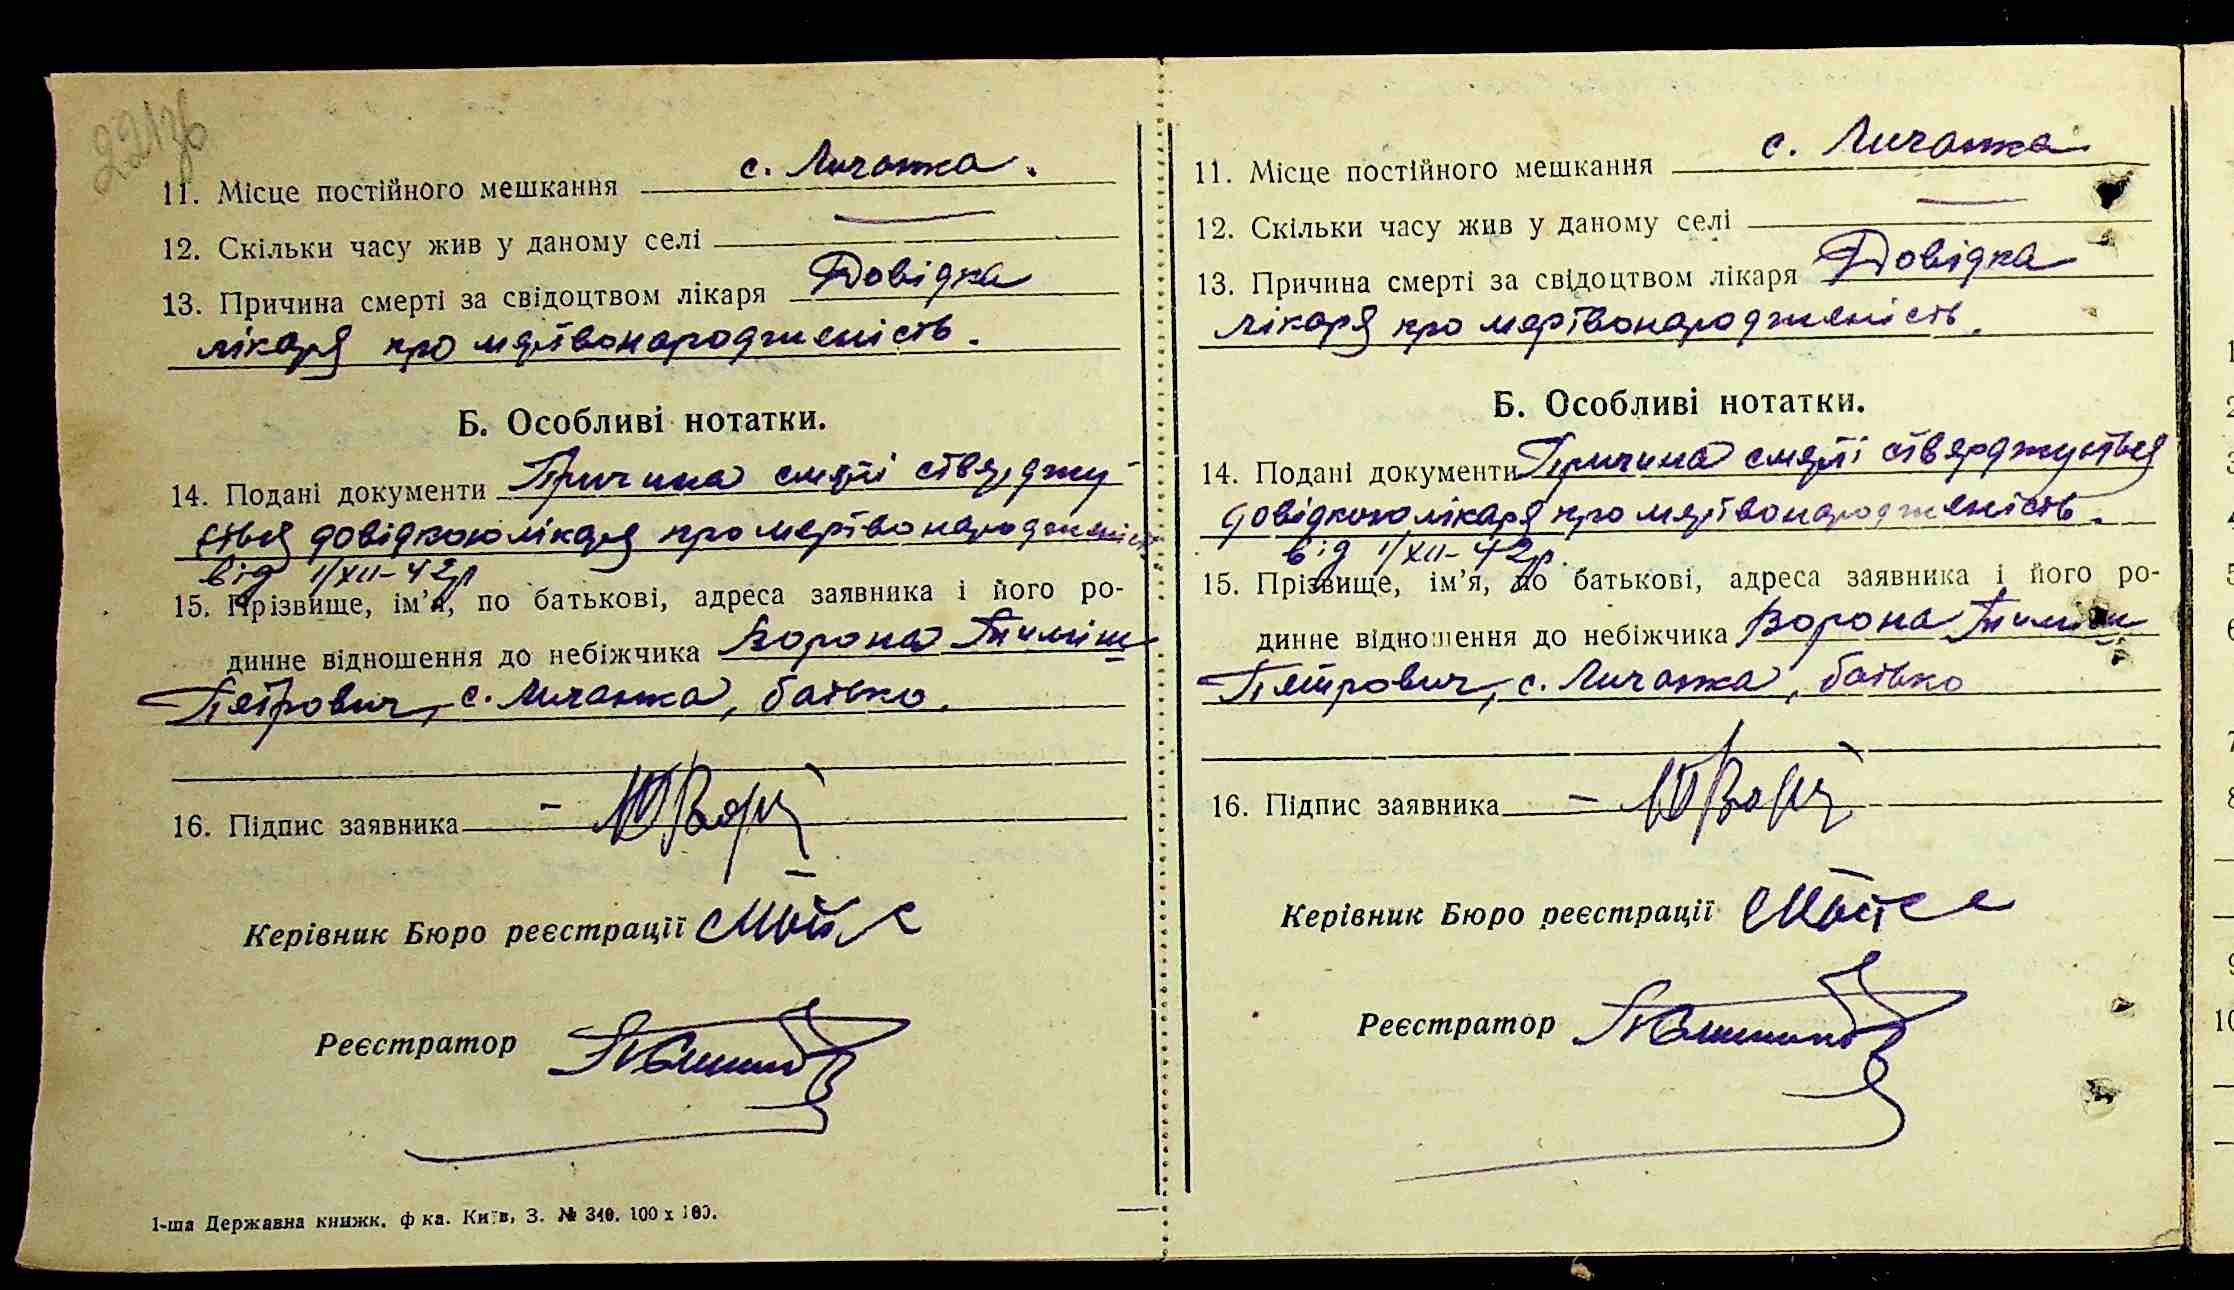 221зв
11. Місце постійного мешкання с. Личанка.
12. Скільки часу жив у даному селі —
13. Причина смерті за свідоцтвом лікаря Довідка
лікаря про мертвонародженість.
Б. Особливі нотатки.
14. Подані документи Причина смерті стверджу-
ється довідкою лікаря про мертвонародженість
від 1/XII-42р
15. Прізвище, ім'я, по батькові, адреса заявника і його ро-
динне відношення до небіжчика Ворона Тиміш
Петрович, с. Личанка, батько.
16. Підпис заявника
Керівник Бюро реєстрації
Реєстратор
1-ша Державна книжк. ф ка. Київ, З. № 340. 100 x 100.
11. Місце постійного мешкання с. Личанка
12. Скільки часу жив у даному селі —
13. Причина смерті за свідоцтвом лікаря Довідка
лікаря про мертвонародженість.
Б. Особливі нотатки.
14. Подані документи Причина смерті стверджується
довідкою лікаря про мертвонародженість.
від 1/XII-42р.
15. Прізвище, ім'я, по батькові, адреса заявника і його ро-
динне відношення до небіжчика Ворона Тиміш
Петрович, с. Личанка, батько
16. Підпис заявника
Керівник Бюро реєстрації
Реєстратор